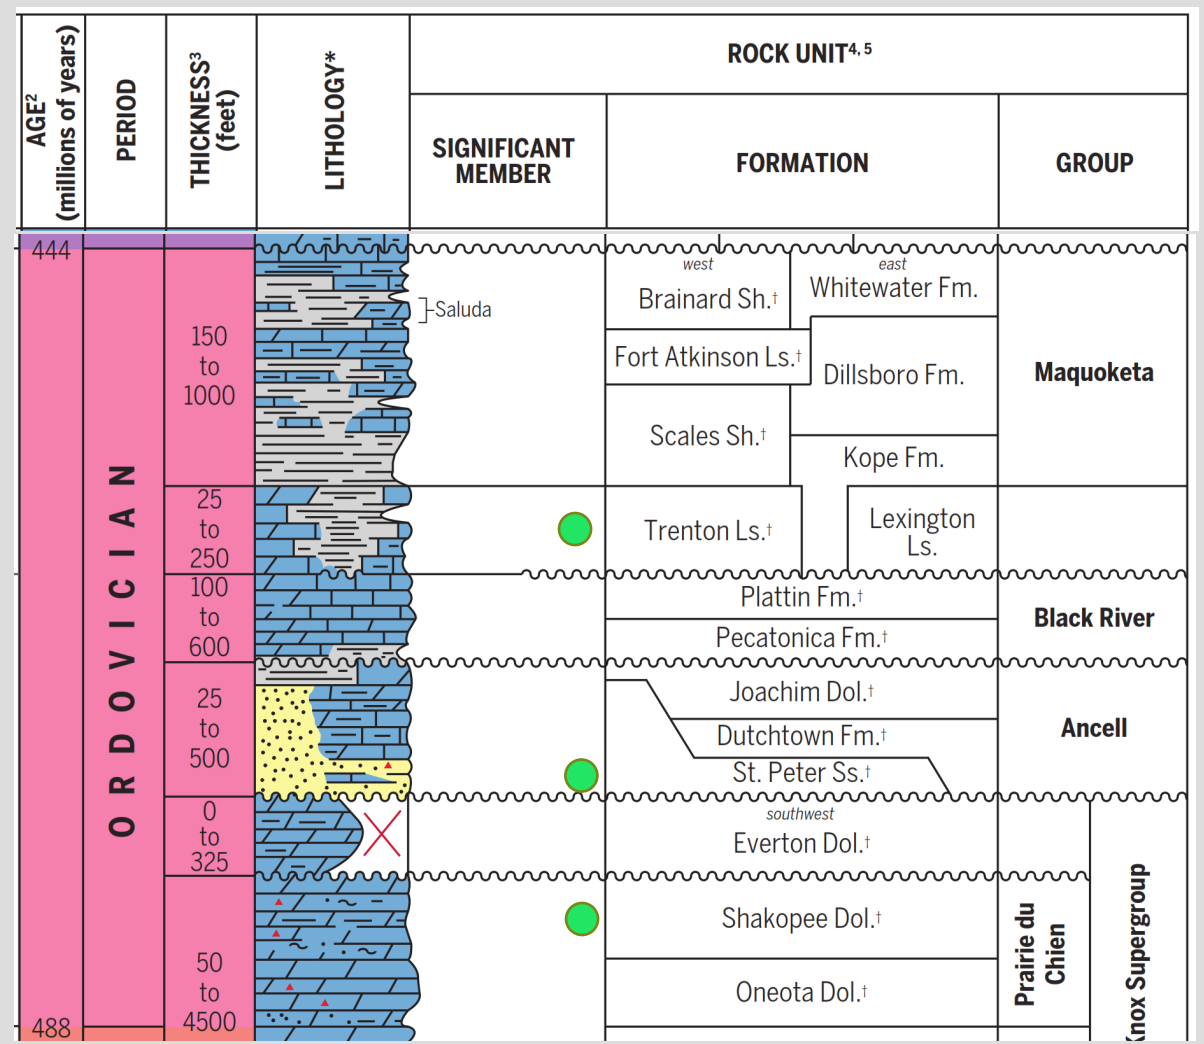 AGE²
(millions of years)
PERIOD
THICKNESS³
(feet)
LITHOLOGY*
ROCK UNIT⁴,⁵
SIGNIFICANT
MEMBER
FORMATION
GROUP
444
ORDOVICIAN
488
150
to
1000
25
to
250
100
to
600
25
to
500
0
to
325
50
to
4500
Saluda
west
Brainard Sh.†
east
Whitewater Fm.
Fort Atkinson Ls.†
Dillsboro Fm.
Scales Sh.†
Kope Fm.
Maquoketa
Trenton Ls.†
Lexington
Ls.
Plattin Fm.†
Pecatonica Fm.†
Black River
Joachim Dol.†
Dutchtown Fm.†
St. Peter Ss.†
Ancell
southwest
Everton Dol.†
Shakopee Dol.†
Oneota Dol.†
Prairie du
Chien
Knox Supergroup